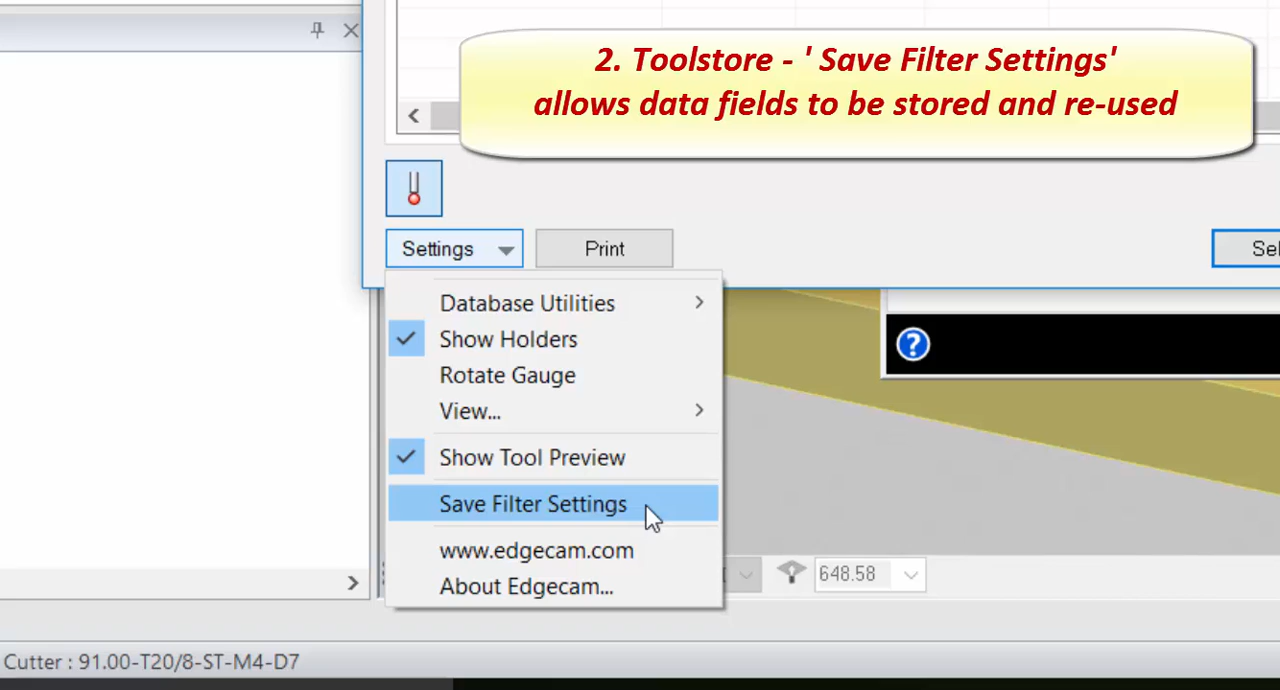 2. Toolstore - ' Save Filter Settings'
allows data fields to be stored and re-used
Settings
Print
Database Utilities
Show Holders
Rotate Gauge
View...
Show Tool Preview
Save Filter Settings
www.edgecam.com
About Edgecam...
648.58
Cutter : 91.00-T20/8-ST-M4-D7